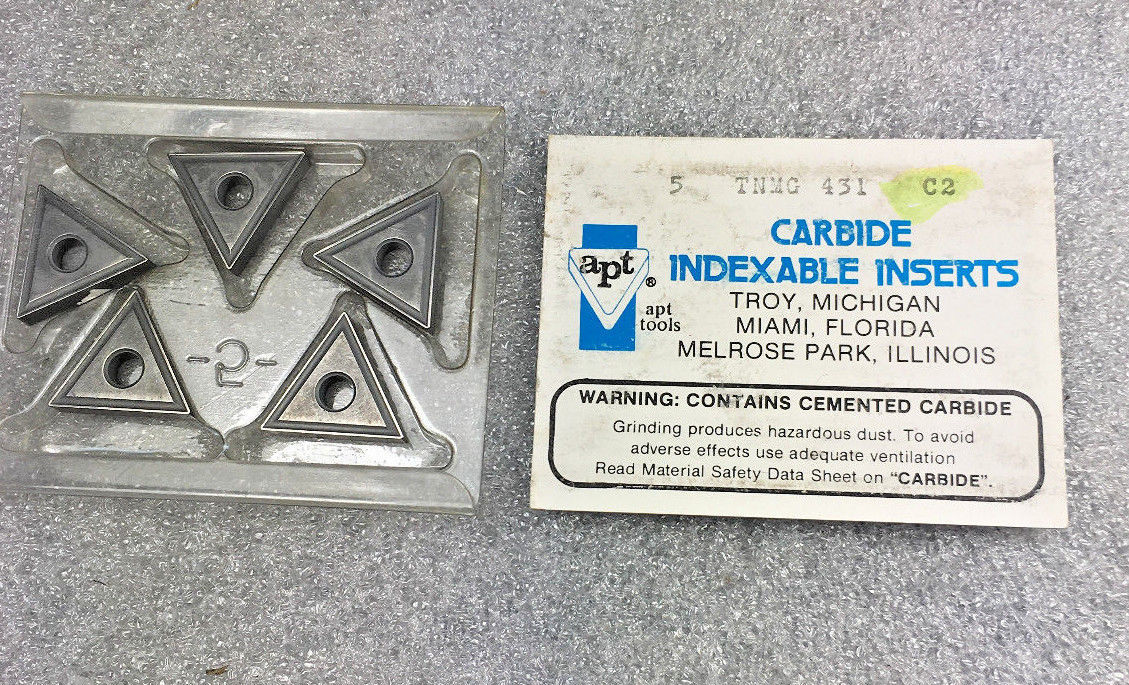 -5-
5 TNMG 431 C2
CARBIDE
INDEXABLE INSERTS
apt
®
apt
tools
TROY, MICHIGAN
MIAMI, FLORIDA
MELROSE PARK, ILLINOIS
WARNING: CONTAINS CEMENTED CARBIDE
Grinding produces hazardous dust. To avoid
adverse effects use adequate ventilation
Read Material Safety Data Sheet on "CARBIDE".